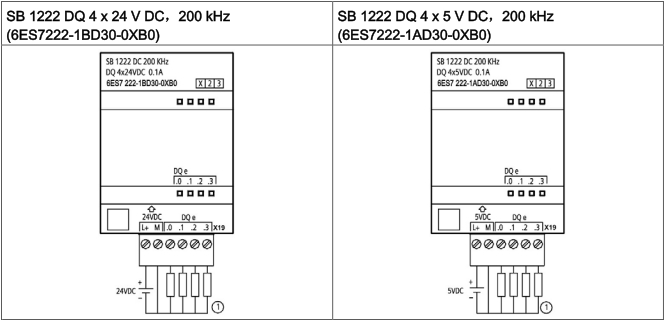 SB 1222 DQ 4 x 24 V DC，200 kHz
(6ES7222-1BD30-0XB0)
SB 1222 DC 200 KHz
DQ 4x24VDC 0.1A
6ES7 222-1BD30-0XB0 X 2 3
DQ e
.0 .1 .2 .3
24VDC DQ e
L+ M .0 .1 .2 .3 X19
24VDC + −
1
SB 1222 DQ 4 x 5 V DC，200 kHz
(6ES7222-1AD30-0XB0)
SB 1222 DC 200 KHz
DQ 4x5VDC 0.1A
6ES7 222-1AD30-0XB0 X 2 3
DQ e
.0 .1 .2 .3
5VDC DQ e
L+ M .0 .1 .2 .3 X19
5VDC + −
1